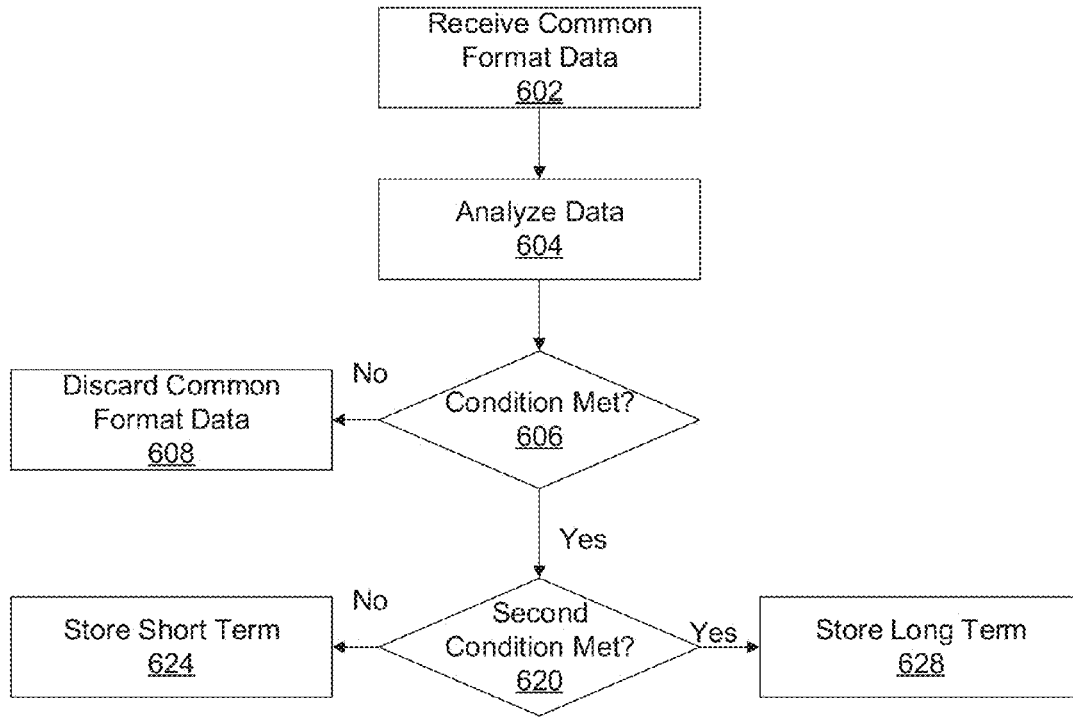 Receive Common
Format Data
602
Analyze Data
604
No
Discard Common
Format Data
608
Condition Met?
606
Yes
No
Store Short Term
624
Second
Condition Met?
620
Yes
Store Long Term
628